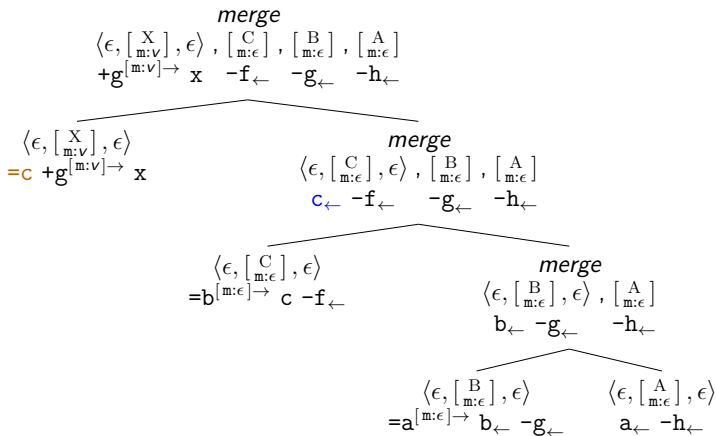 merge
⟨ϵ, [X m:v], ϵ⟩ , [C m:ϵ] , [B m:ϵ] , [A m:ϵ]
+g[m:v]→ x -f← -g← -h←
⟨ϵ, [X m:v], ϵ⟩
=c +g[m:v]→ x
merge
⟨ϵ, [C m:ϵ], ϵ⟩ , [B m:ϵ] , [A m:ϵ]
c← -f← -g← -h←
⟨ϵ, [C m:ϵ], ϵ⟩
=b[m:ϵ]→ c -f←
merge
⟨ϵ, [B m:ϵ], ϵ⟩ , [A m:ϵ]
b← -g← -h←
⟨ϵ, [B m:ϵ], ϵ⟩
=a[m:ϵ]→ b← -g←
⟨ϵ, [A m:ϵ], ϵ⟩
a← -h←